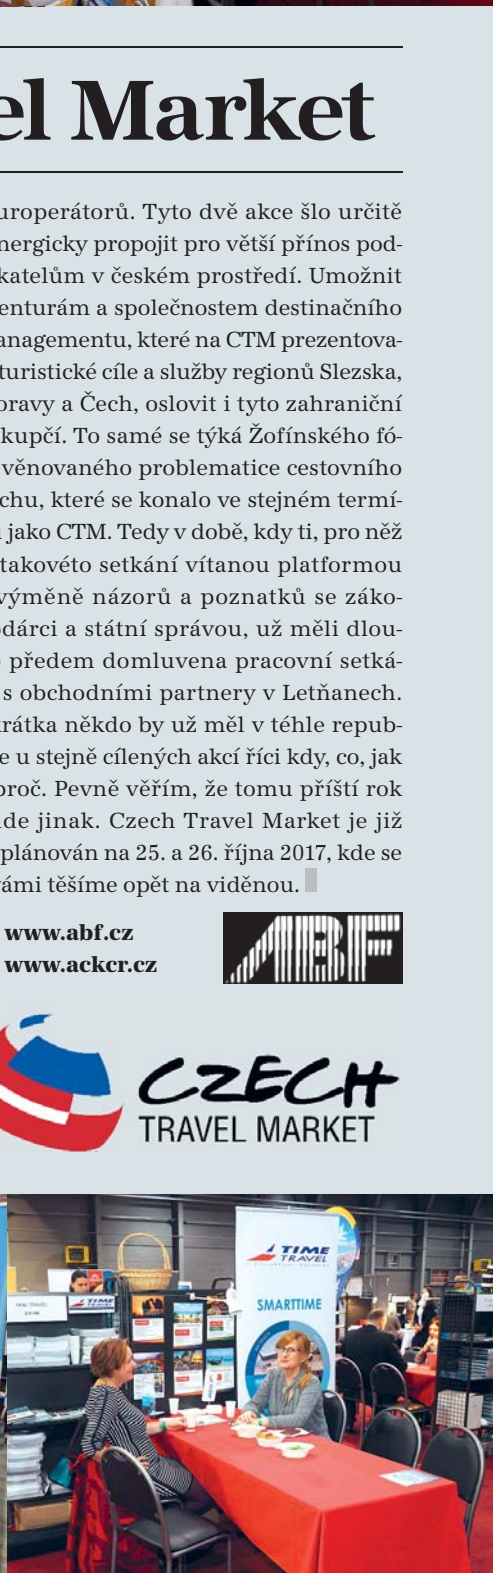 el Market
uroperátorů. Tyto dvě akce šlo určitě
nergicky propojit pro větší přínos pod-
katelům v českém prostředí. Umožnit
enturám a společnostem destinačního
anagementu, které na CTM prezentova-
turistické cíle a služby regionů Slezska,
oravy a Čech, oslovit i tyto zahraniční
kupčí. To samé se týká Žofínského fó-
věnovaného problematice cestovního
chu, které se konalo ve stejném termí-
jako CTM. Tedy v době, kdy ti, pro něž
takovéto setkání vítanou platformou
výměně názorů a poznatků se záko-
dárci a státní správou, už měli dlou-
předem domluvena pracovní setká-
s obchodními partnery v Letňanech.
rátka někdo by už měl v téhle repub-
e u stejně cílených akcí říci kdy, co, jak
proč. Pevně věřím, že tomu příští rok
ude jinak. Czech Travel Market je již
plánován na 25. a 26. října 2017, kde se
vámi těšíme opět na viděnou.
www.abf.cz
www.ackcr.cz
ABF
CZECH
TRAVEL MARKET
TIME
TRAVEL
SMARTTIME
TIME
TRAVEL